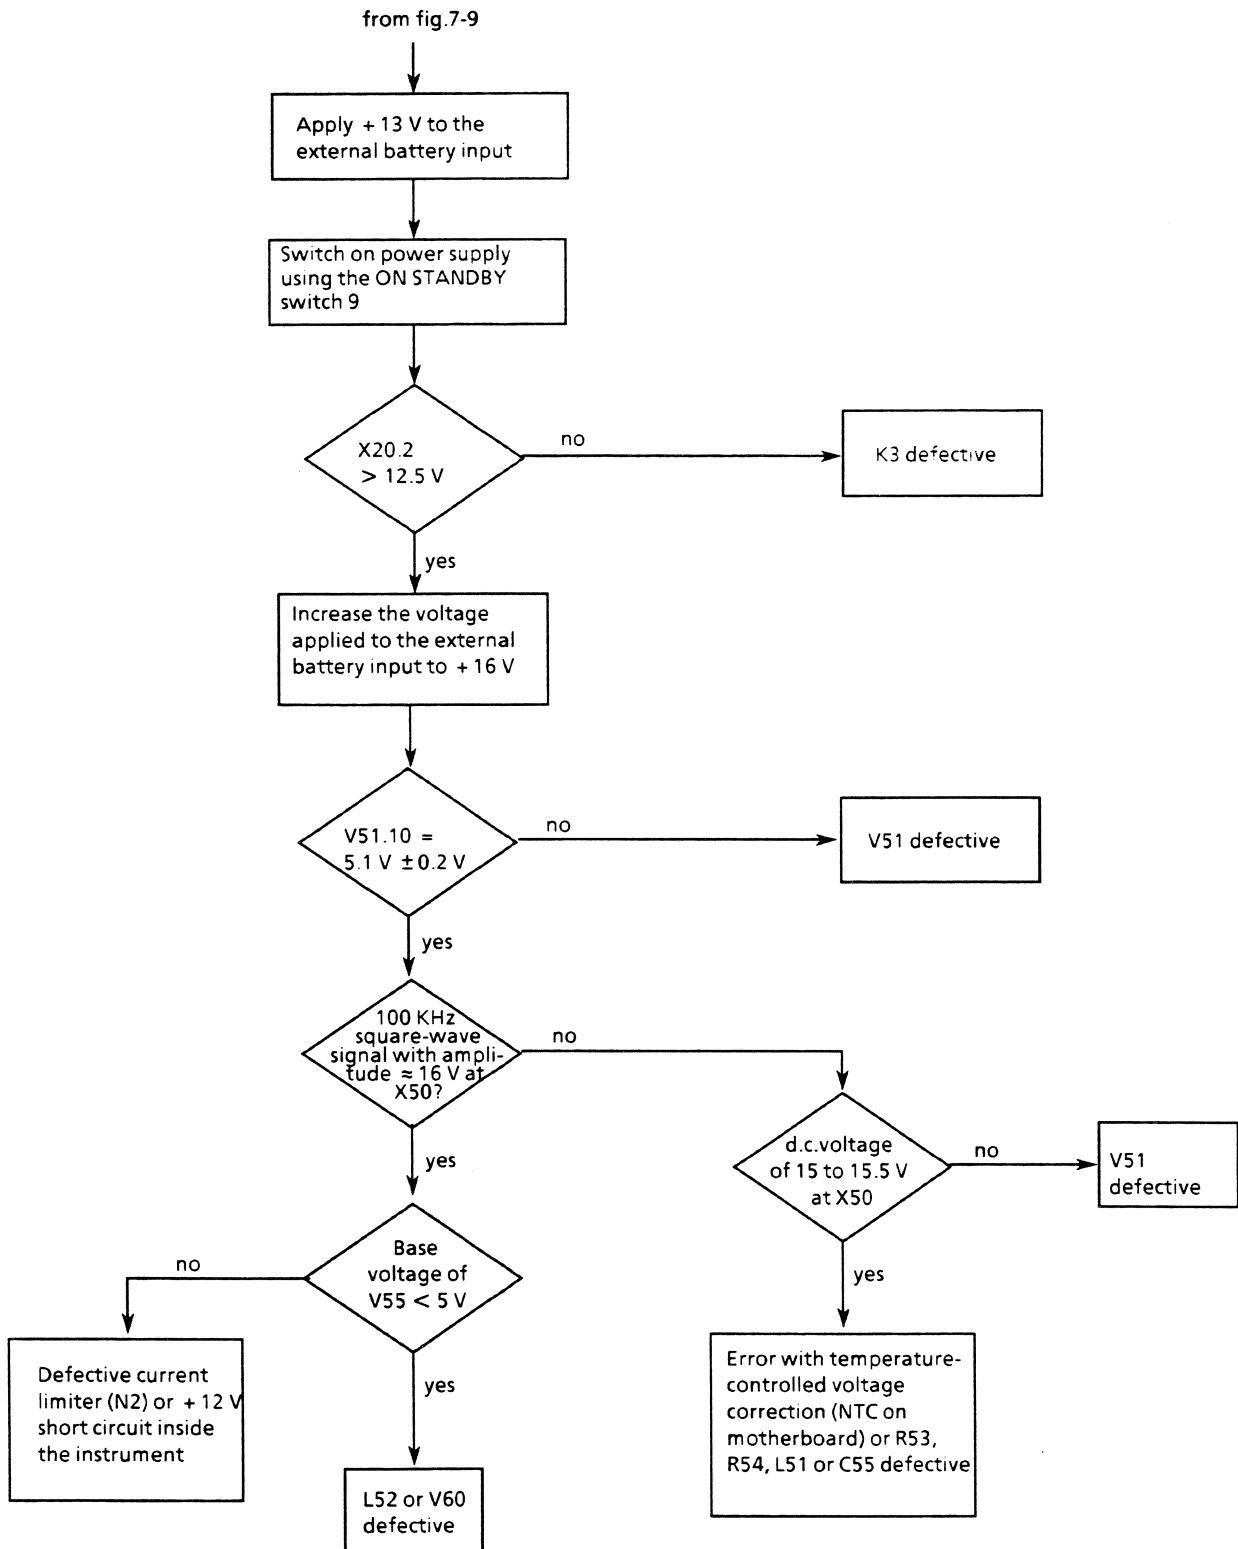 from fig.7-9
Apply + 13 V to the
external battery input
Switch on power supply
using the ON STANDBY
switch 9
X20.2
> 12.5 V
no
K3 defective
yes
Increase the voltage
applied to the external
battery input to + 16 V
V51.10 =
5.1 V ±0.2 V
no
V51 defective
yes
100 KHz
square-wave
signal with ampli-
tude ≈ 16 V at
X50?
no
d.c.voltage
of 15 to 15.5 V
at X50
no
V51
defective
yes
Base
voltage of
V55 < 5 V
no
yes
Defective current
limiter (N2) or + 12 V
short circuit inside
the instrument
yes
L52 or V60
defective
Error with temperature-
controlled voltage
correction (NTC on
motherboard) or R53,
R54, L51 or C55 defective